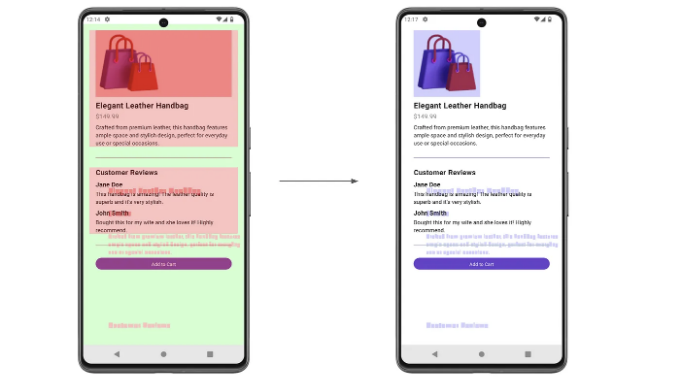 12:14
Elegant Leather Handbag
$149.99
Crafted from premium leather, this handbag features
ample space and stylish design, perfect for everyday
use or special occasions.
Customer Reviews
Jane Doe
This handbag is amazing! The leather quality is
superb and it's very stylish.
John Smith
Bought this for my wife and she loves it! Highly
recommend.
Add to Cart
Customer Reviews
12:17
Elegant Leather Handbag
$149.99
Crafted from premium leather, this handbag features
ample space and stylish design, perfect for everyday
use or special occasions.
Customer Reviews
Jane Doe
This handbag is amazing! The leather quality is
superb and it's very stylish.
John Smith
Bought this for my wife and she loves it! Highly
recommend.
Add to Cart
Customer Reviews